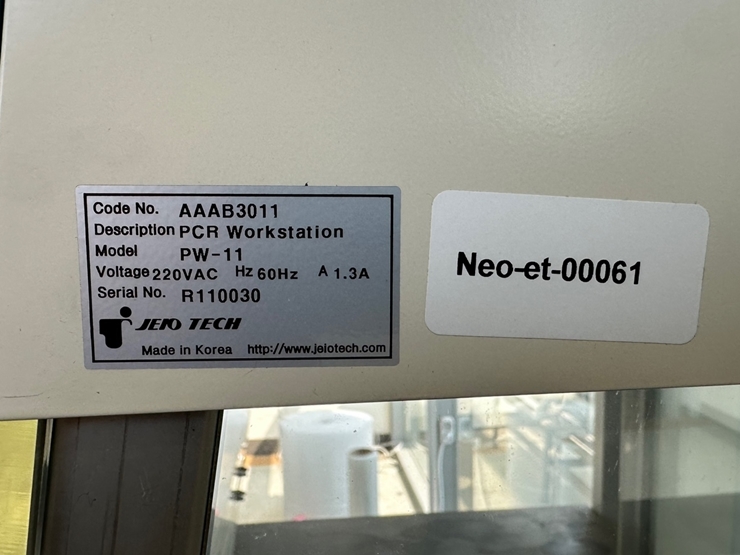 Code No. AAAB3011
Description PCR Workstation
Model PW-11
Voltage 220VAC Hz 60Hz A 1.3A
Serial No. R110030
JEIO TECH
Made in Korea http://www.jeiotech.com
Neo-et-00061